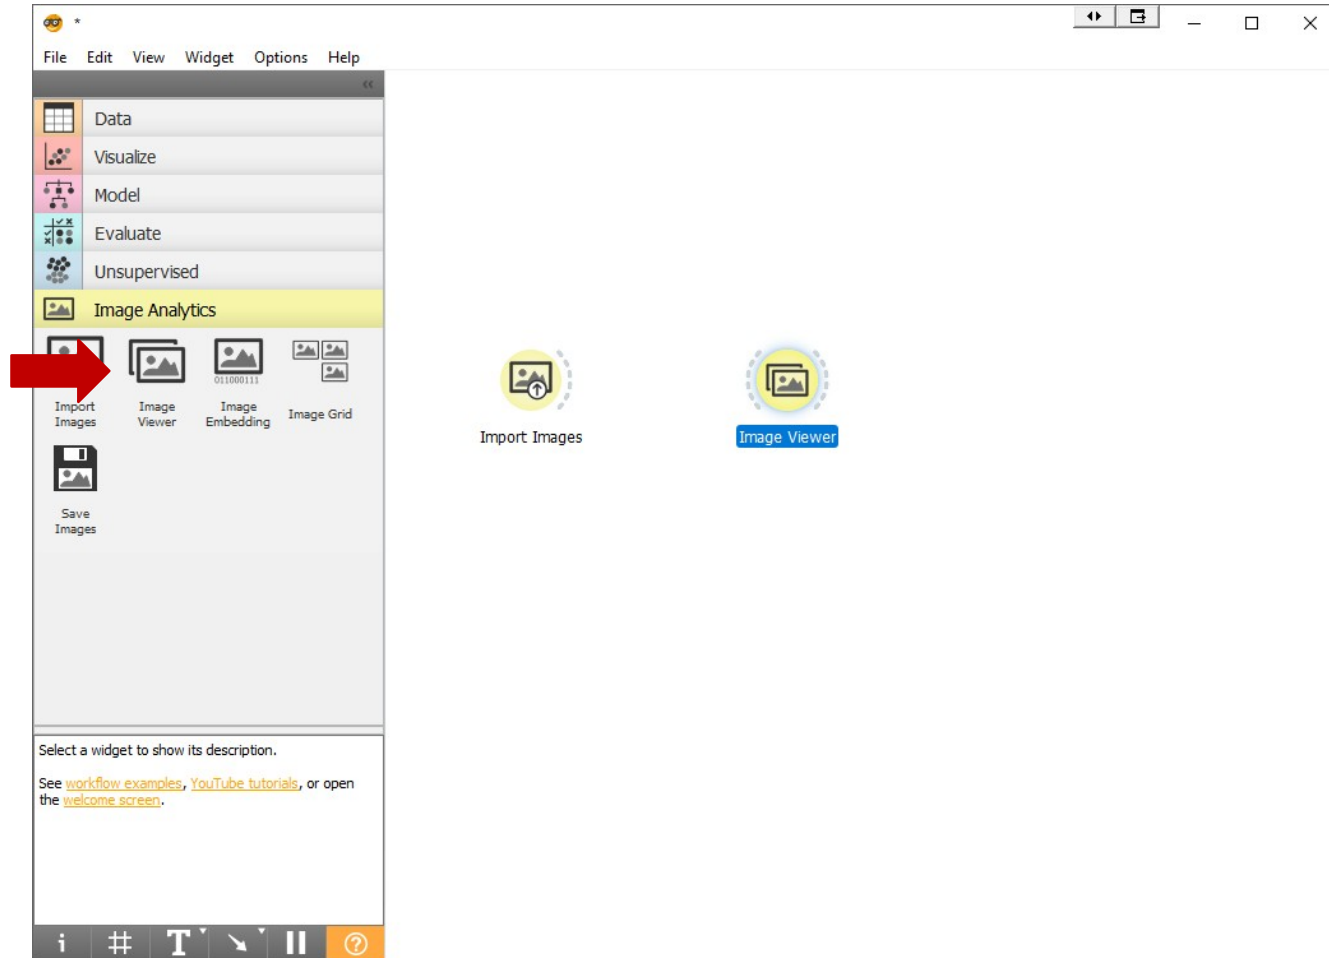 *
File Edit View Widget Options Help
Data
Visualize
Model
Evaluate
Unsupervised
Image Analytics
011000111
Import
Images
Image
Viewer
Image
Embedding
Image Grid
Save
Images
Import Images
Image Viewer
Select a widget to show its description.
See workflow examples, YouTube tutorials, or open
the welcome screen.
i # T ?